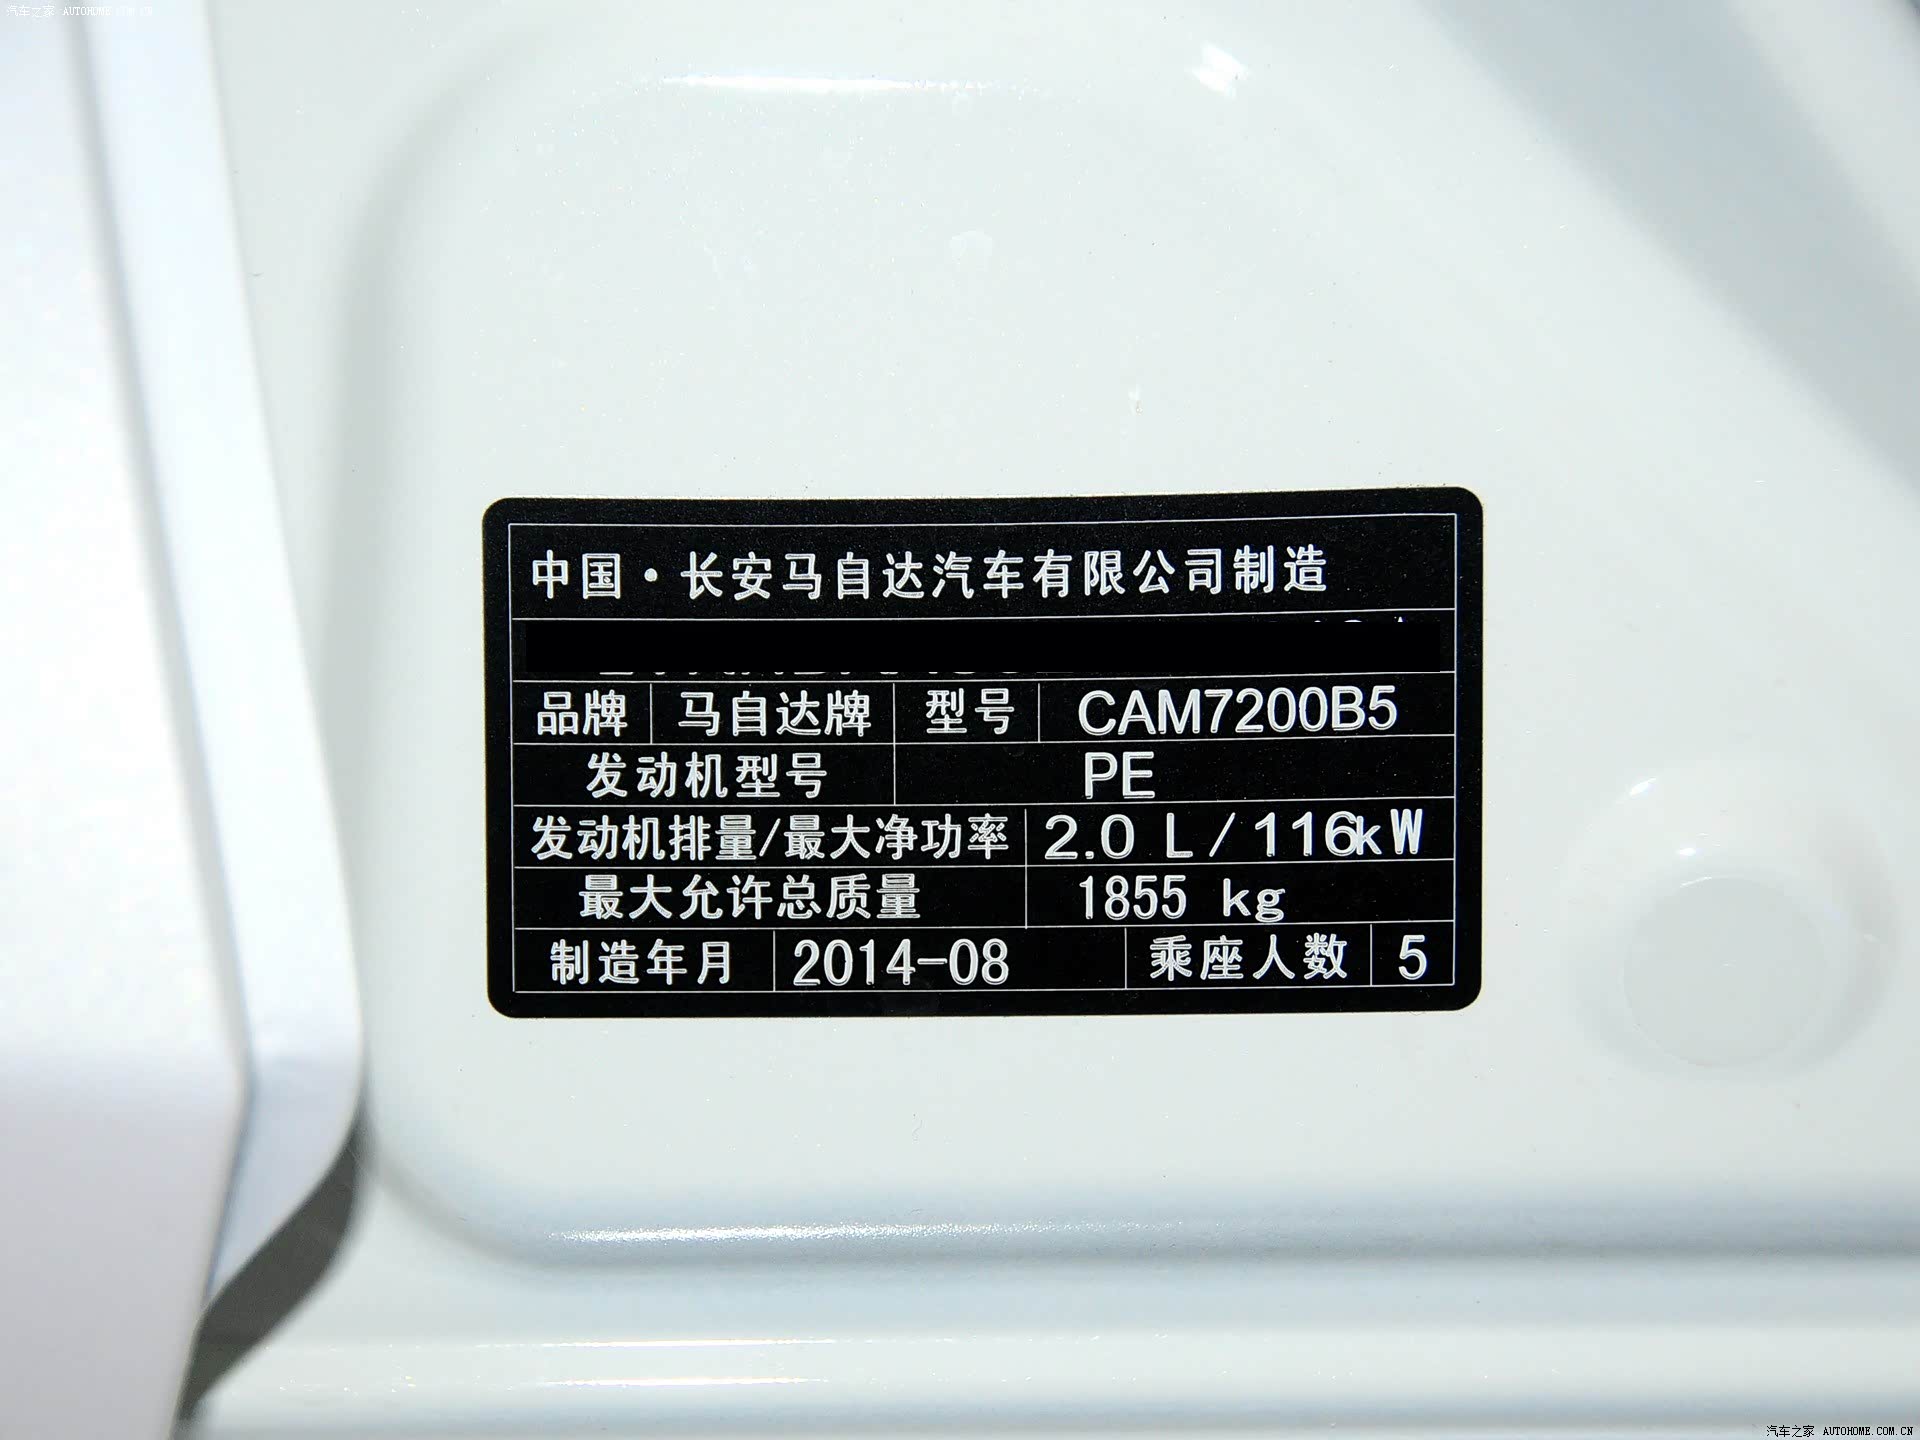 汽车之家 AUTOHOME.COM.CN
中国·长安马自达汽车有限公司制造
品牌 马自达牌 型号 CAM7200B5
发动机型号 PE
发动机排量/最大净功率 2.0 L/116kW
最大允许总质量 1855 kg
制造年月 2014-08 乘座人数 5
汽车之家 AUTOHOME.COM.CN